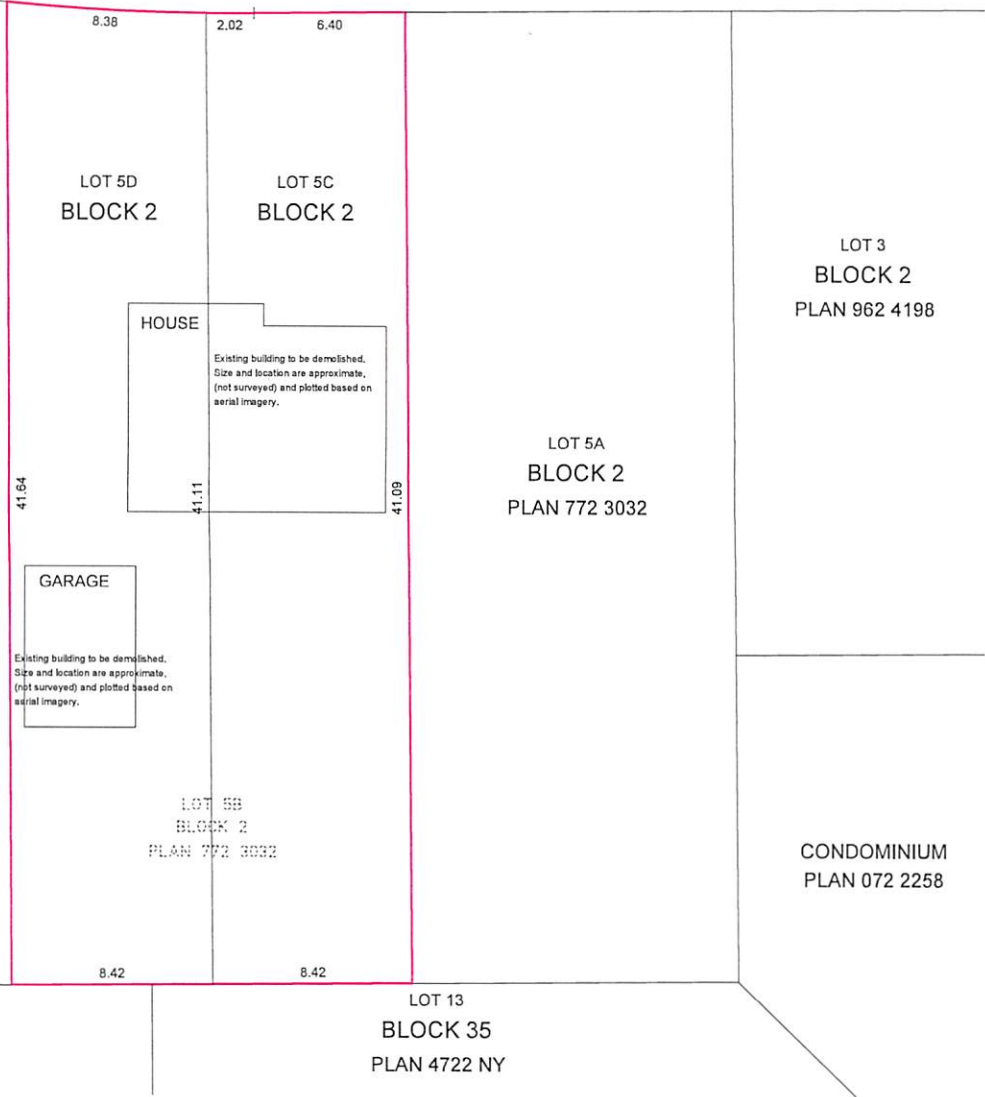 8.38
2.02
6.40
LOT 5D
BLOCK 2
LOT 5C
BLOCK 2
LOT 3
BLOCK 2
PLAN 962 4198
HOUSE
Existing building to be demolished.
Size and location are approximate,
(not surveyed) and plotted based on
aerial imagery.
LOT 5A
BLOCK 2
PLAN 772 3032
41.64
41.11
41.09
GARAGE
Existing building to be demolished.
Size and location are approximate,
(not surveyed) and plotted based on
aerial imagery.
LOT 5B
BLOCK 2
PLAN 772 3032
CONDOMINIUM
PLAN 072 2258
8.42
8.42
LOT 13
BLOCK 35
PLAN 4722 NY